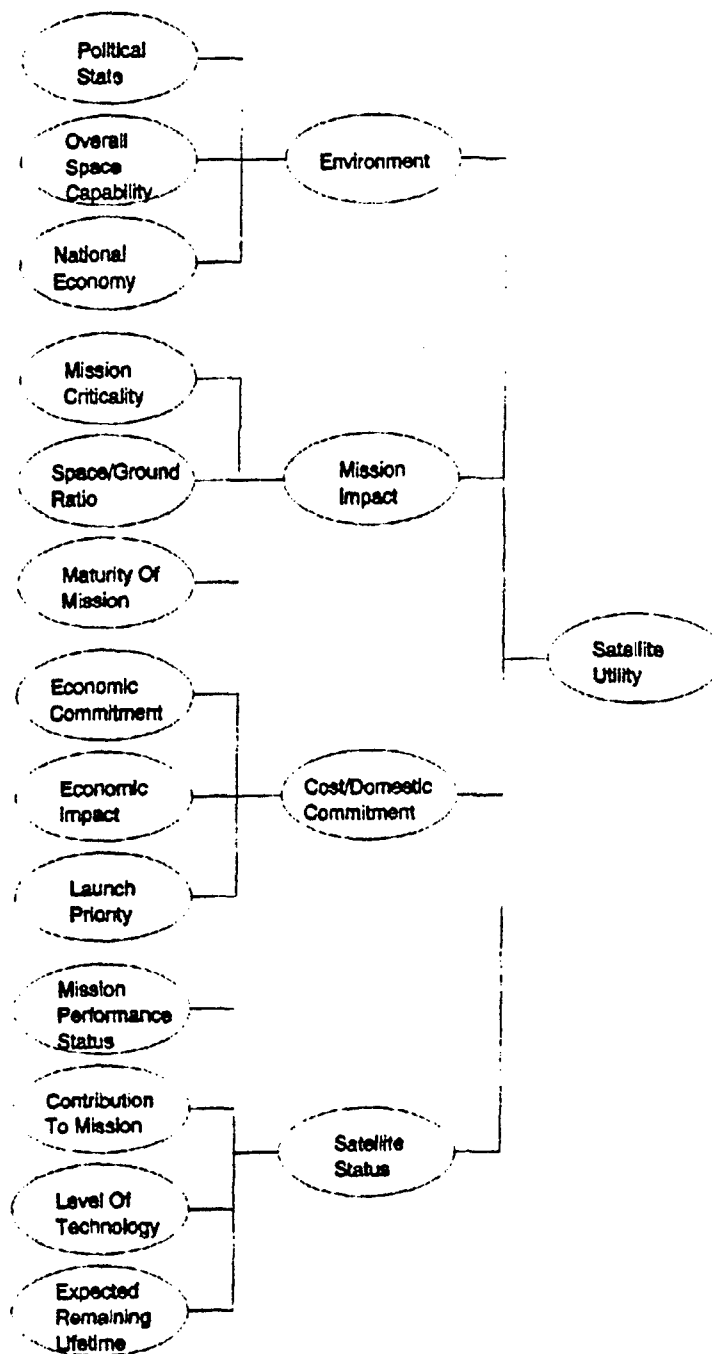 Political
State
Overall
Space
Capability
Environment
National
Economy
Mission
Criticality
Space/Ground
Ratio
Mission
Impact
Maturity Of
Mission
Satellite
Utility
Economic
Commitment
Economic
Impact
Cost/Domestic
Commitment
Launch
Priority
Mission
Performance
Status
Contribution
To Mission
Satellite
Status
Level Of
Technology
Expected
Remaining
Lifetime